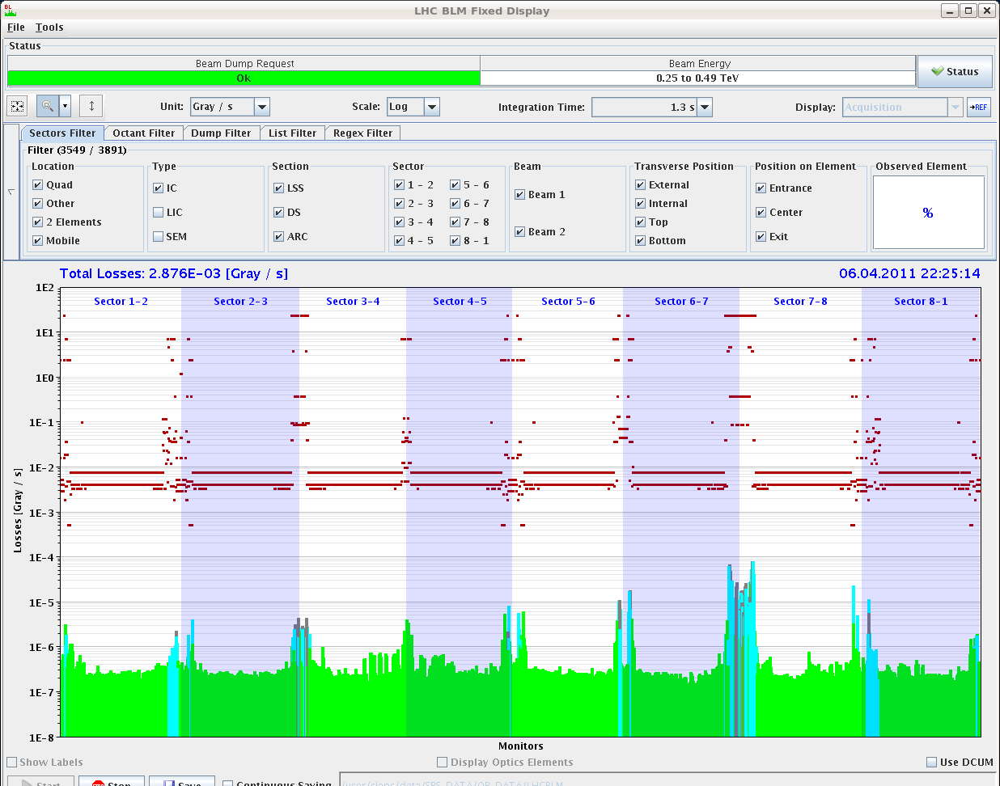 BL
LHC BLM Fixed Display
File Tools
Status
Beam Dump Request Beam Energy
Ok 0.25 to 0.49 TeV
Status
Unit: Gray / s Scale: Log Integration Time: 1.3 s Display: Acquisition REF
Sectors Filter Octant Filter Dump Filter List Filter Regex Filter
Filter (3549 / 3891)
Location Type Section Sector Beam Transverse Position Position on Element Observed Element
Quad IC LSS 1 - 2 5 - 6 Beam 1 External Entrance
Other LIC DS 2 - 3 6 - 7 Internal Center %
2 Elements SEM ARC 3 - 4 7 - 8 Beam 2 Top Exit
Mobile 4 - 5 8 - 1 Bottom
Total Losses: 2.876E-03 [Gray / s] 06.04.2011 22:25:14
1E2
Sector 1-2 Sector 2-3 Sector 3-4 Sector 4-5 Sector 5-6 Sector 6-7 Sector 7-8 Sector 8-1
1E1
1E0
1E-1
1E-2
1E-3
1E-4
1E-5
1E-6
1E-7
1E-8
Losses [Gray / s]
Monitors
Show Labels Display Optics Elements Use DCUM
Start Stop Save Continuous Saving